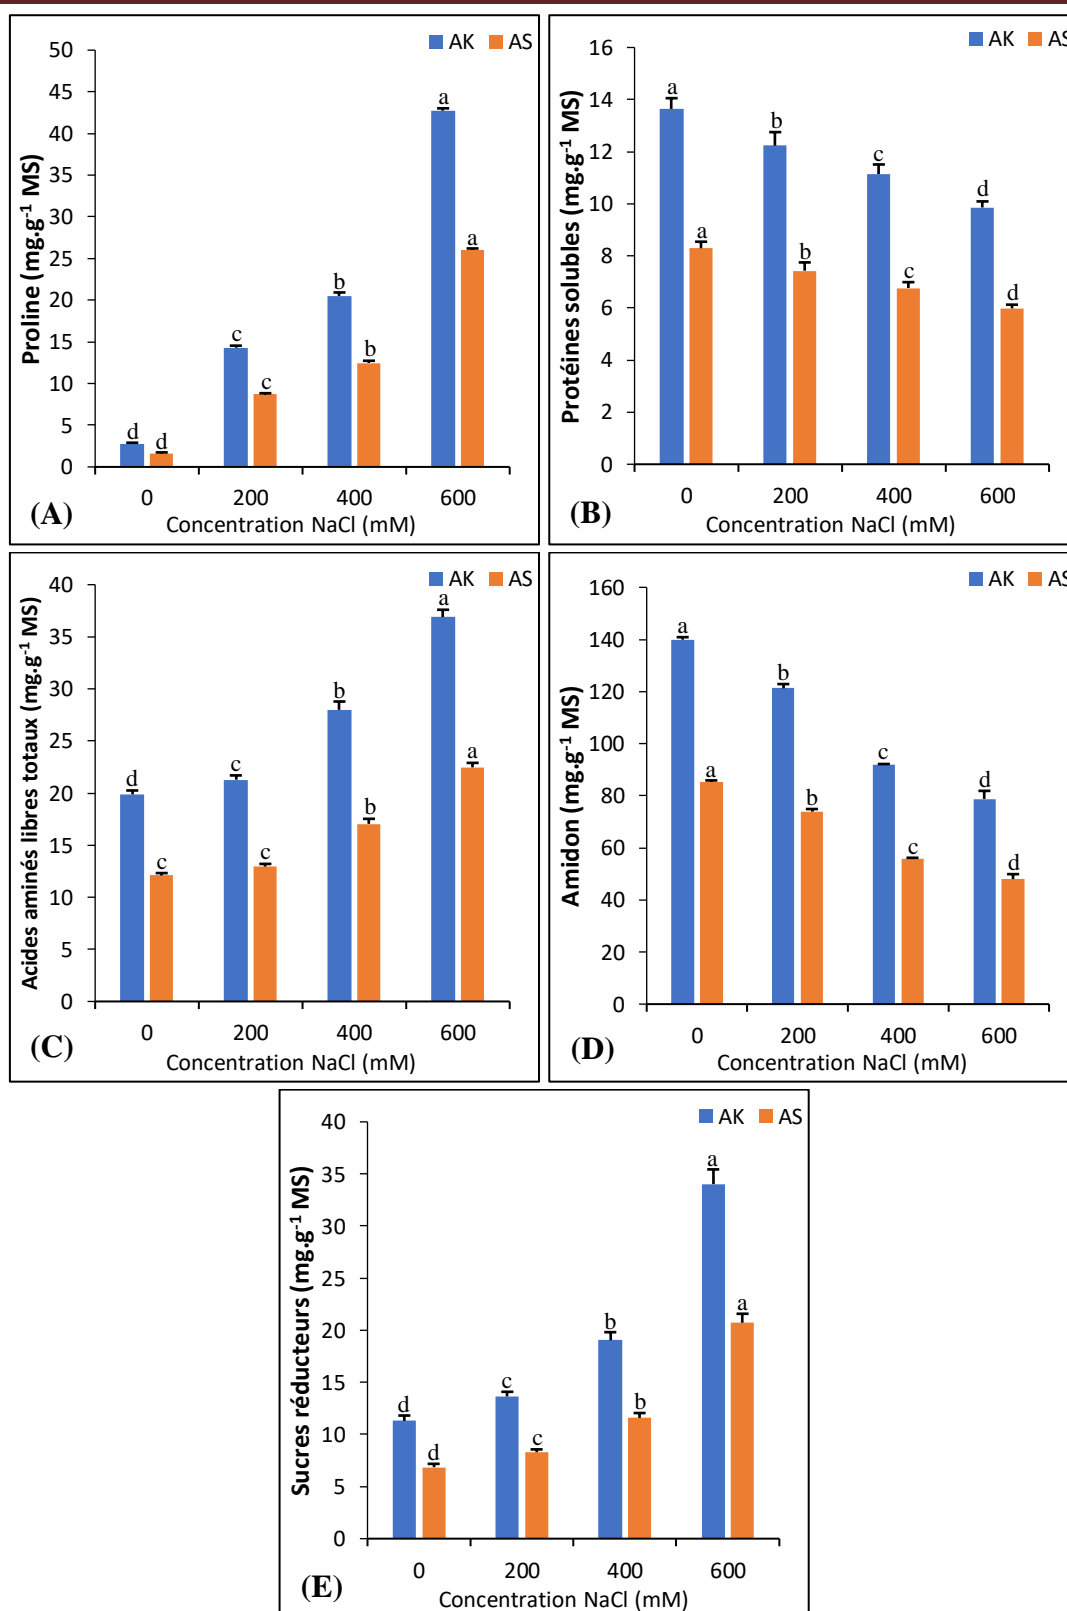 AK AS
Proline (mg.g-1 MS)
50
45
40
35
30
25
20
15
10
5
0
d d
c c
b b
a a
0 200 400 600
Concentration NaCl (mM)
(A)
AK AS
Protéines solubles (mg.g-1 MS)
16
14
12
10
8
6
4
2
0
a a
b b
c c
d d
0 200 400 600
Concentration NaCl (mM)
(B)
AK AS
Acides aminés libres totaux (mg.g-1 MS)
40
35
30
25
20
15
10
5
0
d c
c c
b b
a a
0 200 400 600
Concentration NaCl (mM)
(C)
AK AS
Amidon (mg.g-1 MS)
160
140
120
100
80
60
40
20
0
a a
b b
c c
d d
0 200 400 600
Concentration NaCl (mM)
(D)
AK AS
Sucres réducteurs (mg.g-1 MS)
40
35
30
25
20
15
10
5
0
d d
c c
b b
a a
0 200 400 600
Concentration NaCl (mM)
(E)